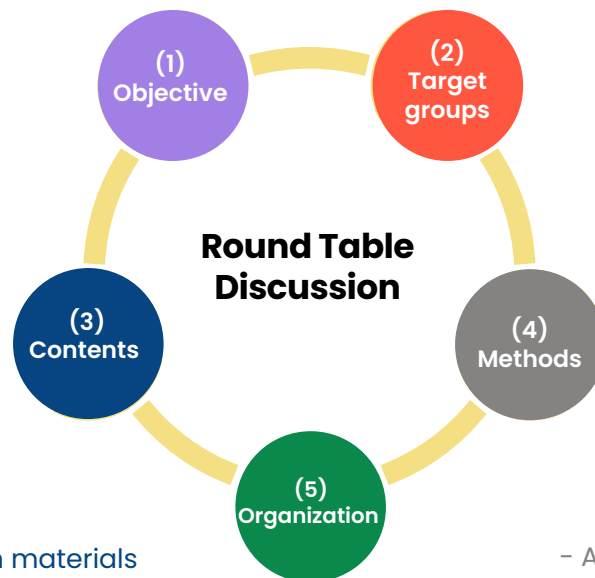 (1)
Objective
(2)
Target
groups
Round Table
Discussion
(3)
Contents
(4)
Methods
(5)
Organization
materials
- A